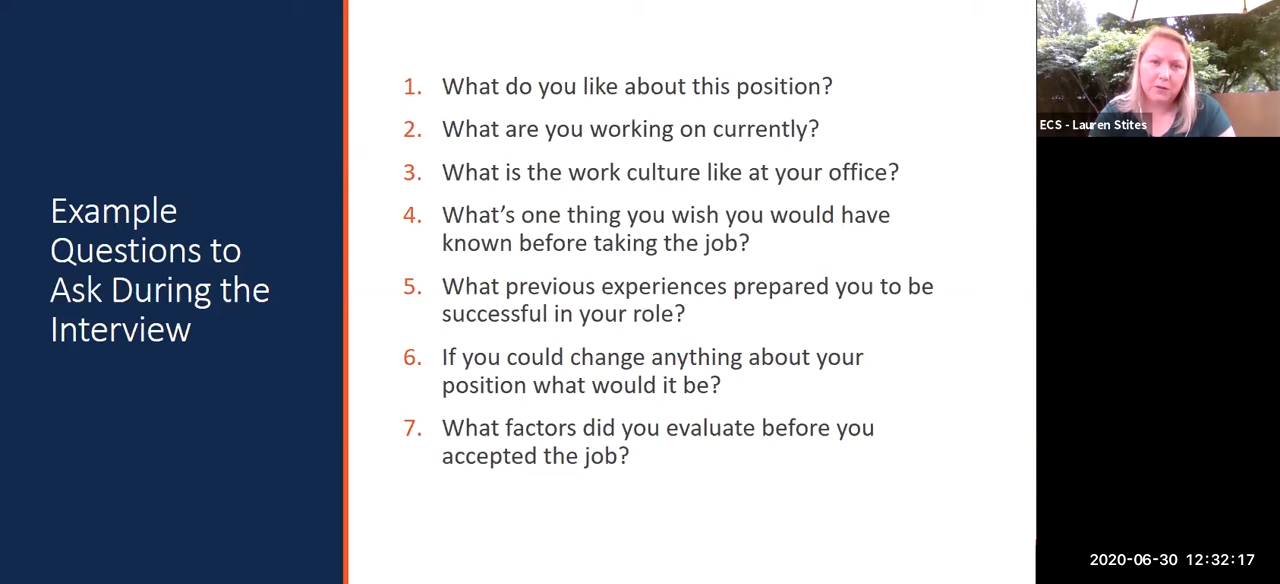 Example
Questions to
Ask During the
Interview
1. What do you like about this position?
2. What are you working on currently?
3. What is the work culture like at your office?
4. What’s one thing you wish you would have
known before taking the job?
5. What previous experiences prepared you to be
successful in your role?
6. If you could change anything about your
position what would it be?
7. What factors did you evaluate before you
accepted the job?
ECS - Lauren Stites
2020-06-30 12:32:17